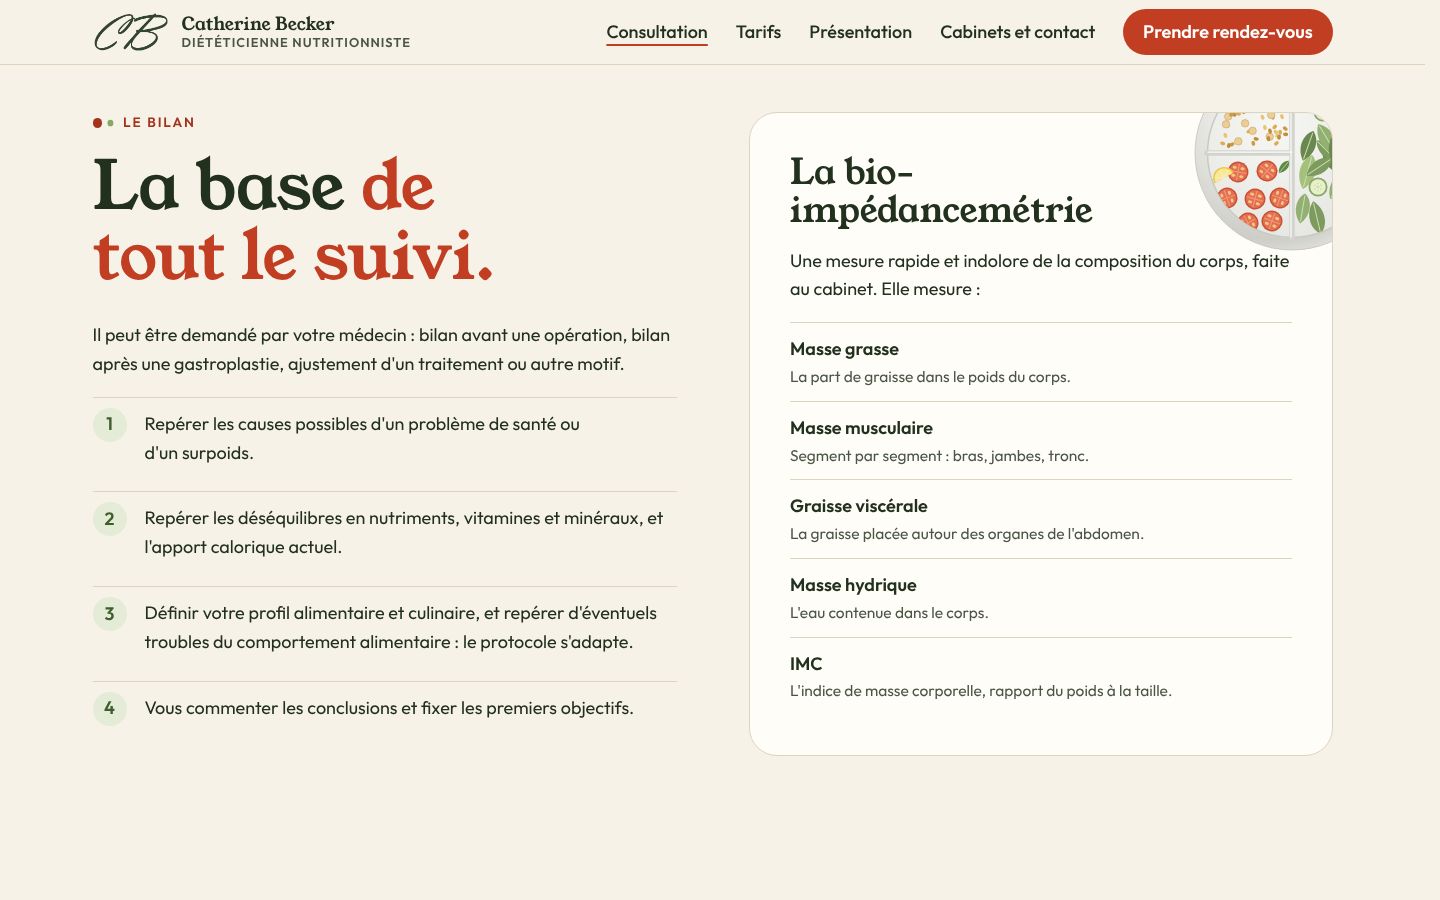 CB
Catherine Becker
DIÉTÉTICIENNE NUTRITIONNISTE
Consultation
Tarifs
Présentation
Cabinets et contact
Prendre rendez-vous
LE BILAN
La base de
tout le suivi.
Il peut être demandé par votre médecin : bilan avant une opération, bilan
après une gastroplastie, ajustement d'un traitement ou autre motif.
1 Repérer les causes possibles d'un problème de santé ou
d'un surpoids.
2 Repérer les déséquilibres en nutriments, vitamines et minéraux, et
l'apport calorique actuel.
3 Définir votre profil alimentaire et culinaire, et repérer d'éventuels
troubles du comportement alimentaire : le protocole s'adapte.
4 Vous commenter les conclusions et fixer les premiers objectifs.
La bio-
impédancemétrie
Une mesure rapide et indolore de la composition du corps, faite
au cabinet. Elle mesure :
Masse grasse
La part de graisse dans le poids du corps.
Masse musculaire
Segment par segment : bras, jambes, tronc.
Graisse viscérale
La graisse placée autour des organes de l'abdomen.
Masse hydrique
L'eau contenue dans le corps.
IMC
L'indice de masse corporelle, rapport du poids à la taille.